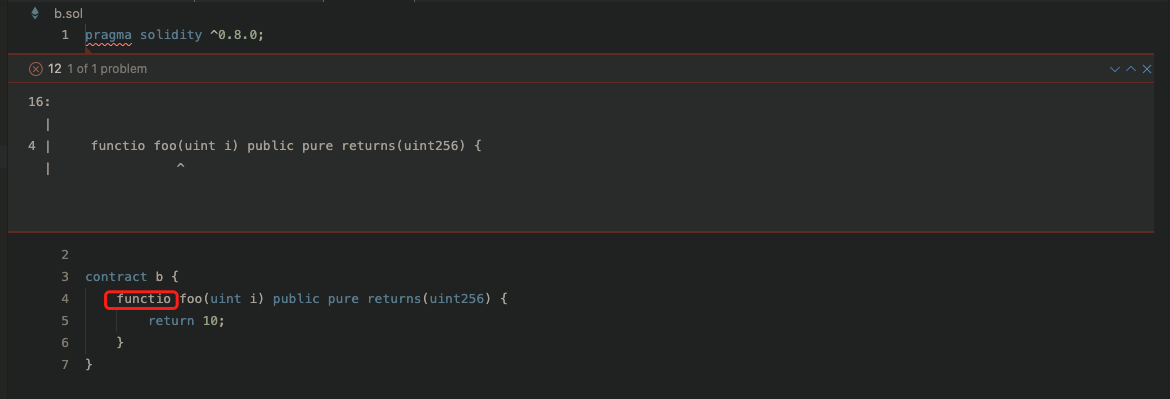 b.sol
1 pragma solidity ^0.8.0;
12 1 of 1 problem
16:
|
4 | functio foo(uint i) public pure returns(uint256) {
| ^
2
3 contract b {
4 functio foo(uint i) public pure returns(uint256) {
5 return 10;
6 }
7 }